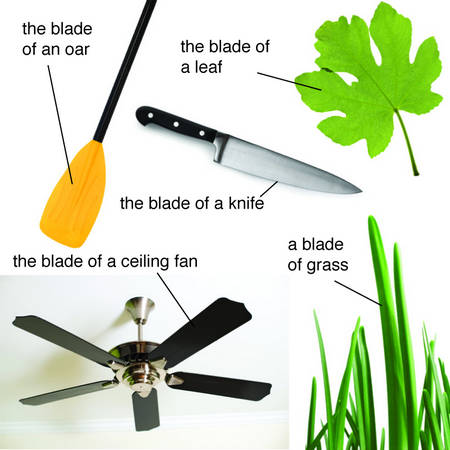 the blade
of an oar
the blade of
a leaf
the blade of a knife
the blade of a ceiling fan
a blade
of grass